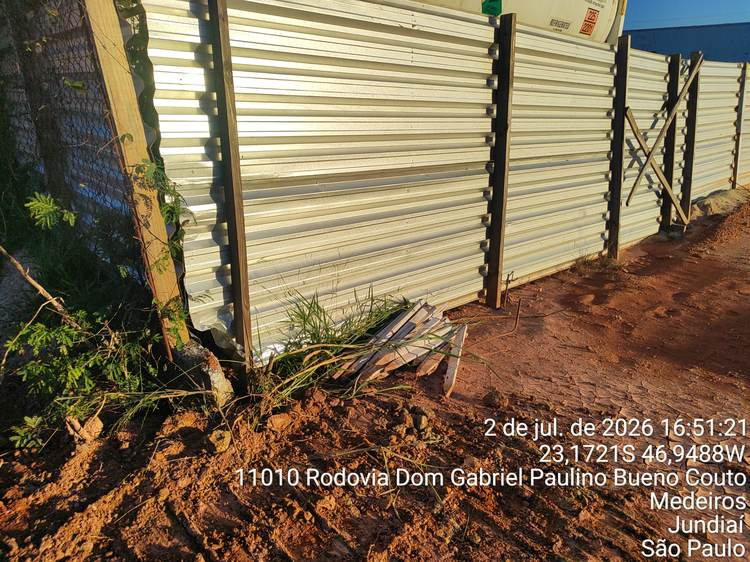 225
2 de jul. de 2026 16:51:21
23,1721S 46,9488W
11010 Rodovia Dom Gabriel Paulino Bueno Couto
Medeiros
Jundiaí
São Paulo